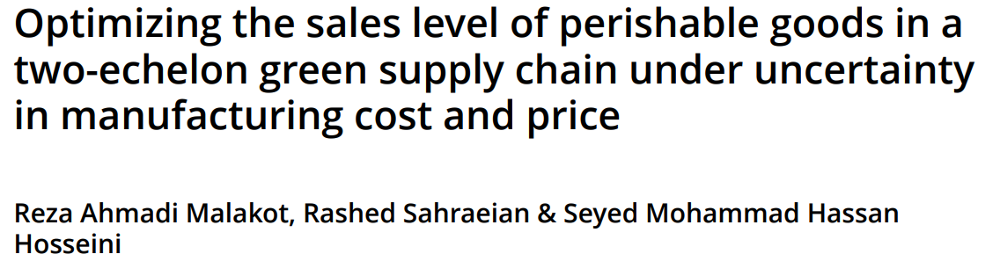 Optimizing the sales level of perishable goods in a
two-echelon green supply chain under uncertainty
in manufacturing cost and price
Reza Ahmadi Malakot, Rashed Sahraeian & Seyed Mohammad Hassan
Hosseini